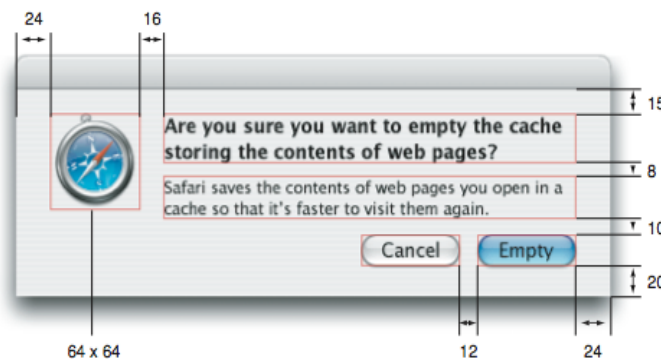 24
16
15
Are you sure you want to empty the cache
storing the contents of web pages?
8
Safari saves the contents of web pages you open in a
cache so that it's faster to visit them again.
10
Cancel
Empty
20
64 x 64
12
24